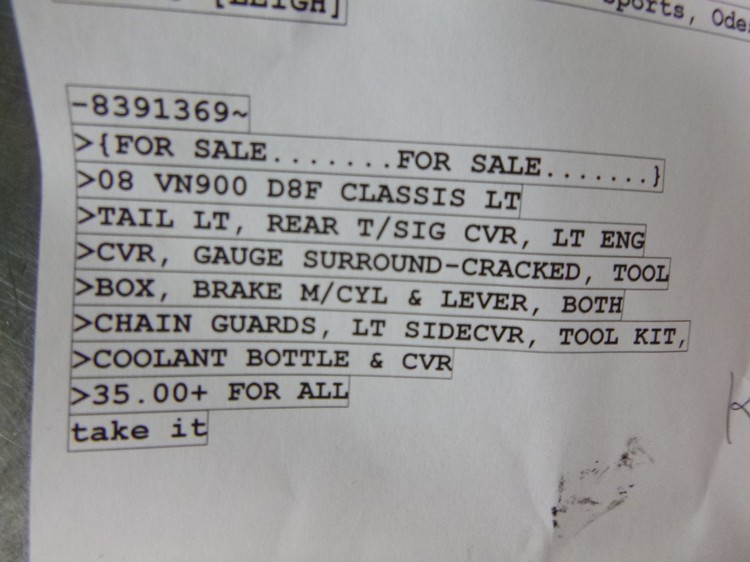 [LEIGH]
sports, Ode
-8391369~
>{FOR SALE.......FOR SALE.......}
>08 VN900 D8F CLASSIS LT
>TAIL LT, REAR T/SIG CVR, LT ENG
>CVR, GAUGE SURROUND-CRACKED, TOOL
>BOX, BRAKE M/CYL & LEVER, BOTH
>CHAIN GUARDS, LT SIDECVR, TOOL KIT,
>COOLANT BOTTLE & CVR
>35.00+ FOR ALL
take it